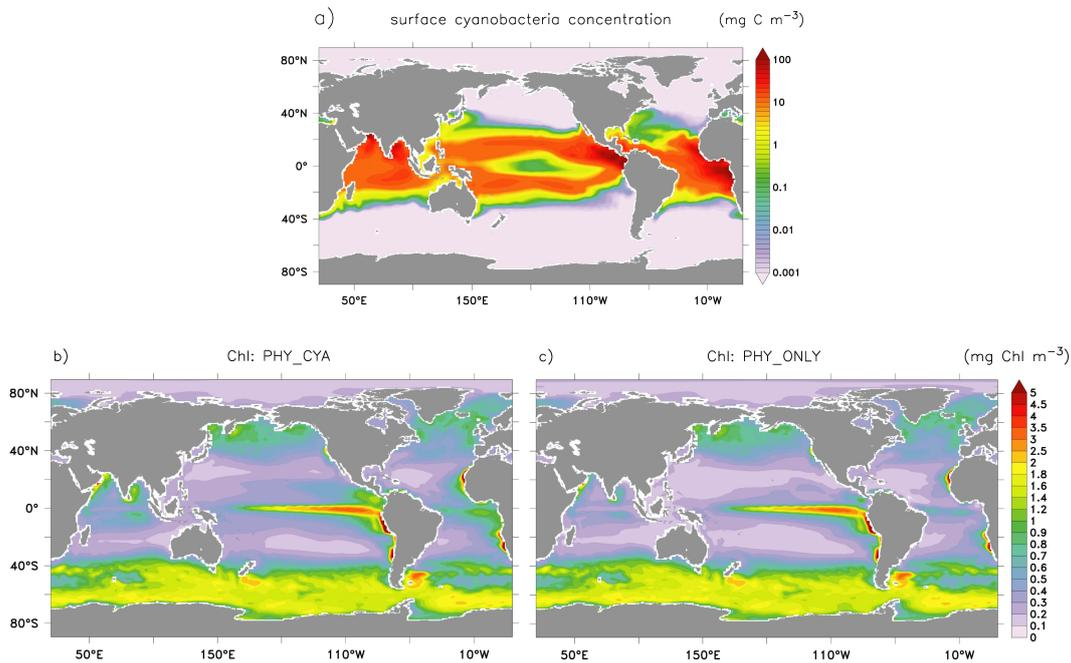 a) surface cyanobacteria concentration (mg C m⁻³)
80°N
40°N
0°
40°S
80°S
50°E 150°E 110°W 10°W
100
10
1
0.1
0.01
0.001
b) Chl: PHY_CYA
c) Chl: PHY_ONLY (mg Chl m⁻³)
80°N
40°N
0°
40°S
80°S
50°E 150°E 110°W 10°W
50°E 150°E 110°W 10°W
5
4.5
4
3.5
3
2.5
2
1.8
1.6
1.4
1.2
1
0.9
0.8
0.7
0.6
0.5
0.4
0.3
0.2
0.1
0